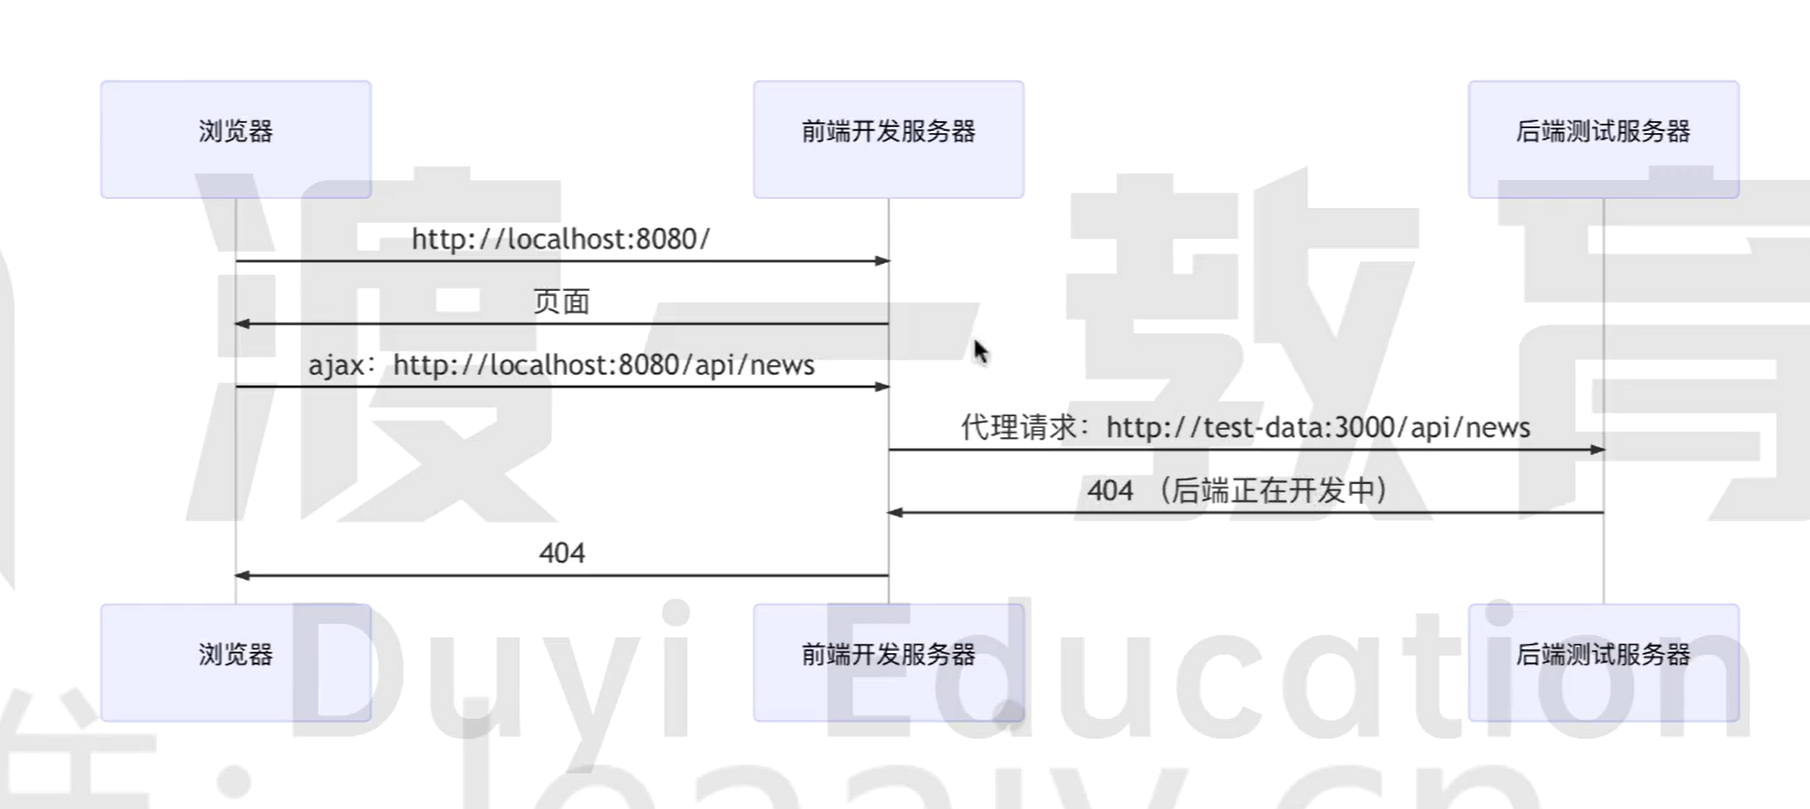 浏览器
前端开发服务器
后端测试服务器
http://localhost:8080/
页面
ajax：http://localhost:8080/api/news
代理请求：http://test-data:3000/api/news
404 （后端正在开发中）
404
浏览器
前端开发服务器
后端测试服务器
渡一教育
Duyi Education